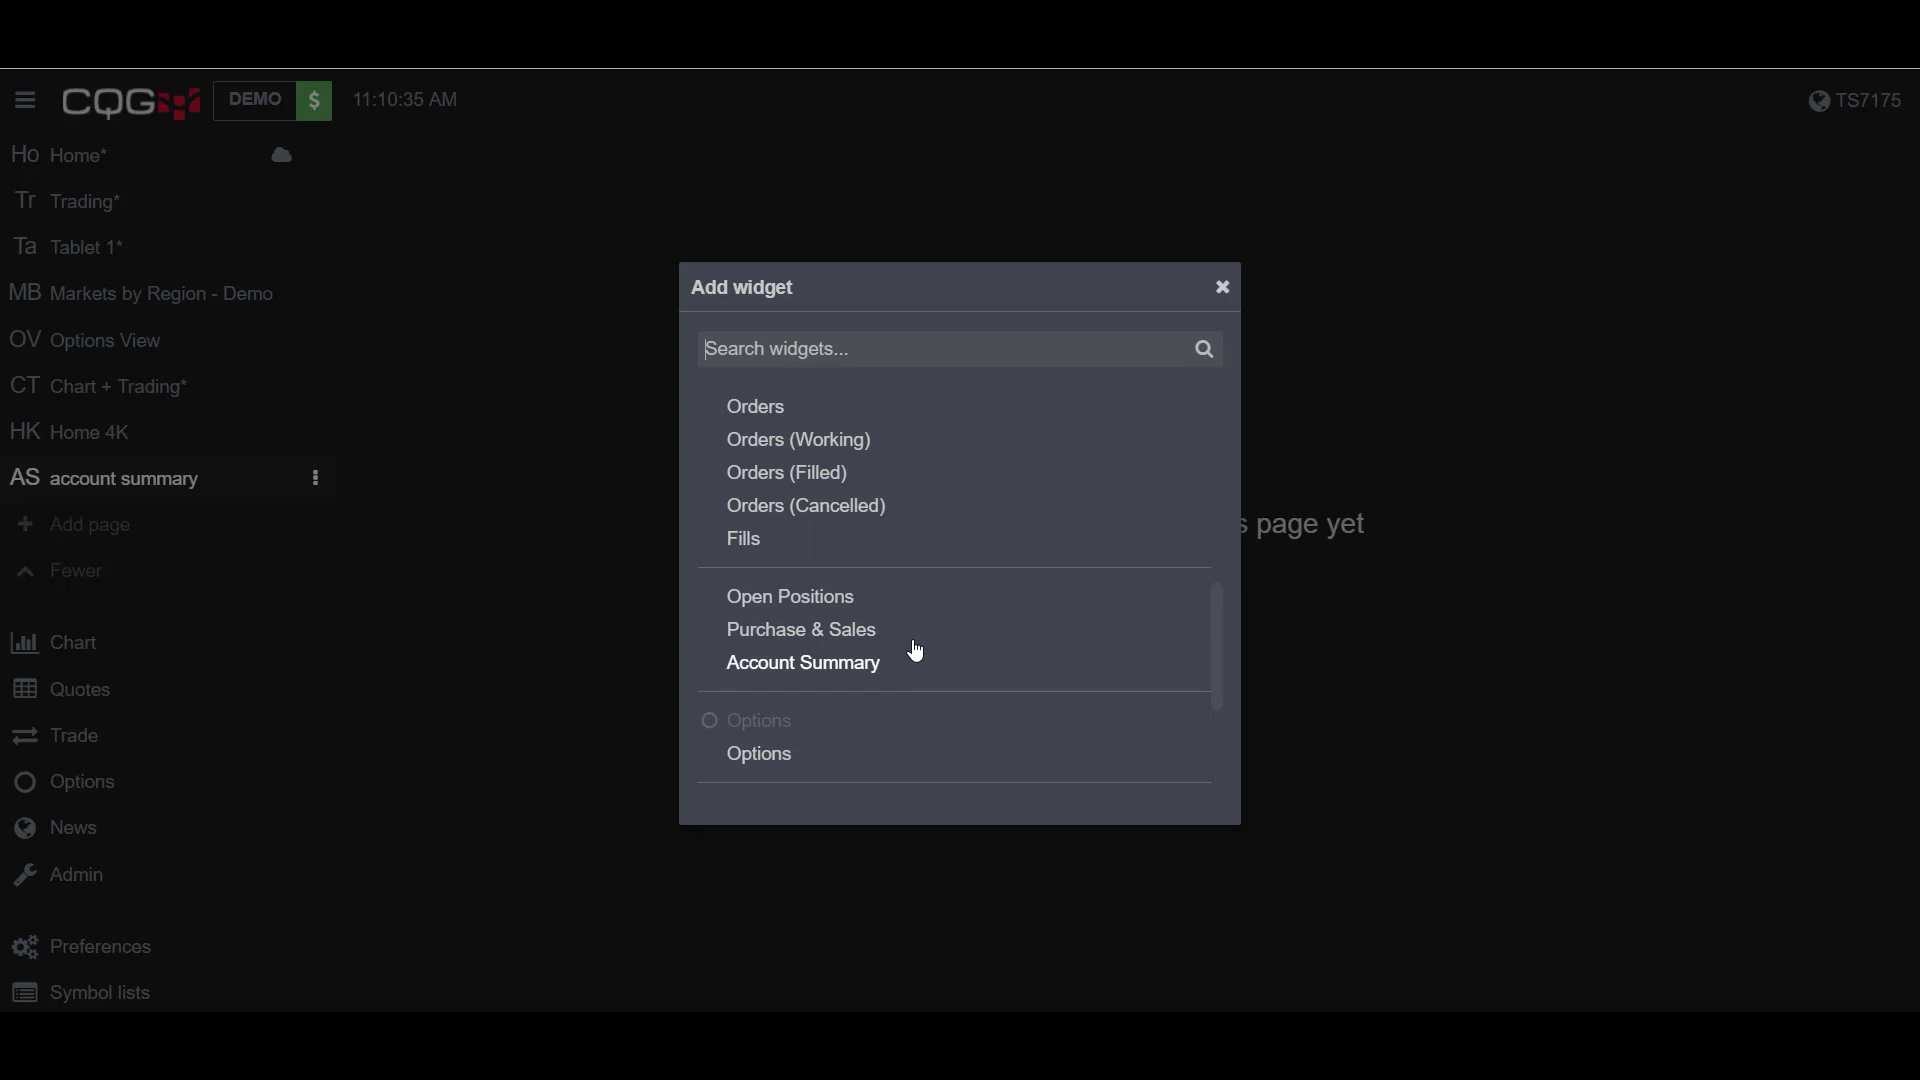 CQG DEMO $ 11:10:35 AM TS7175
Ho Home*
Tr Trading*
Ta Tablet 1*
MB Markets by Region - Demo
OV Options View
CT Chart + Trading*
HK Home 4K
AS account summary
Add page
Fewer
Chart
Quotes
Trade
Options
News
Admin
Preferences
Symbol lists
Add widget
Search widgets...
Orders
Orders (Working)
Orders (Filled)
Orders (Cancelled)
Fills
Open Positions
Purchase & Sales
Account Summary
Options
Options
s page yet